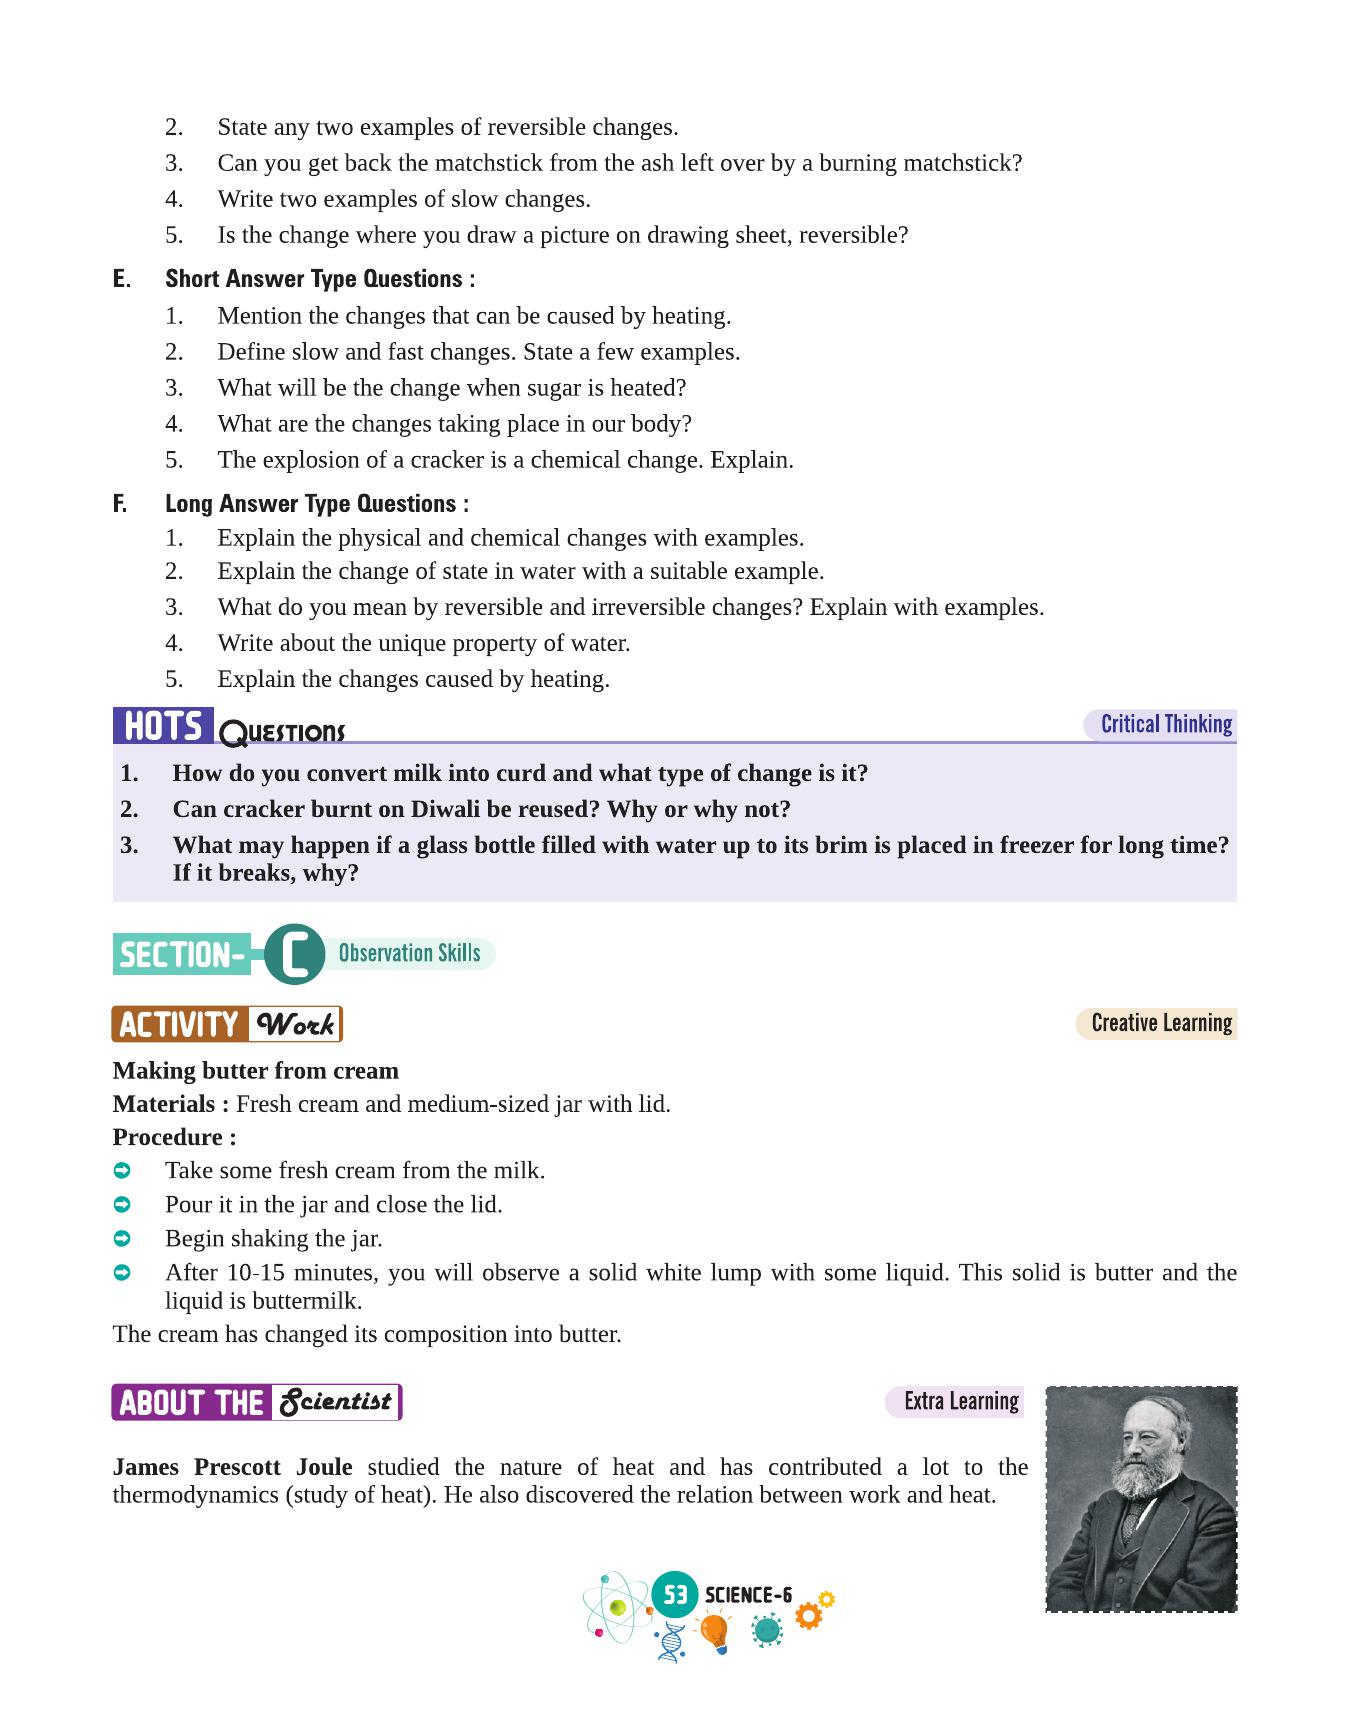 2. State any two examples of reversible changes.
3. Can you get back the matchstick from the ash left over by a burning matchstick?
4. Write two examples of slow changes.
5. Is the change where you draw a picture on drawing sheet, reversible?
E. Short Answer Type Questions :
1. Mention the changes that can be caused by heating.
2. Define slow and fast changes. State a few examples.
3. What will be the change when sugar is heated?
4. What are the changes taking place in our body?
5. The explosion of a cracker is a chemical change. Explain.
F. Long Answer Type Questions :
1. Explain the physical and chemical changes with examples.
2. Explain the change of state in water with a suitable example.
3. What do you mean by reversible and irreversible changes? Explain with examples.
4. Write about the unique property of water.
5. Explain the changes caused by heating.
HOTS Questions Critical Thinking
1. How do you convert milk into curd and what type of change is it?
2. Can cracker burnt on Diwali be reused? Why or why not?
3. What may happen if a glass bottle filled with water up to its brim is placed in freezer for long time?
If it breaks, why?
SECTION- C Observation Skills
ACTIVITY Work Creative Learning
Making butter from cream
Materials : Fresh cream and medium-sized jar with lid.
Procedure :
Take some fresh cream from the milk.
Pour it in the jar and close the lid.
Begin shaking the jar.
After 10-15 minutes, you will observe a solid white lump with some liquid. This solid is butter and the
liquid is buttermilk.
The cream has changed its composition into butter.
ABOUT THE Scientist Extra Learning
James Prescott Joule studied the nature of heat and has contributed a lot to the
thermodynamics (study of heat). He also discovered the relation between work and heat.
53 SCIENCE-6